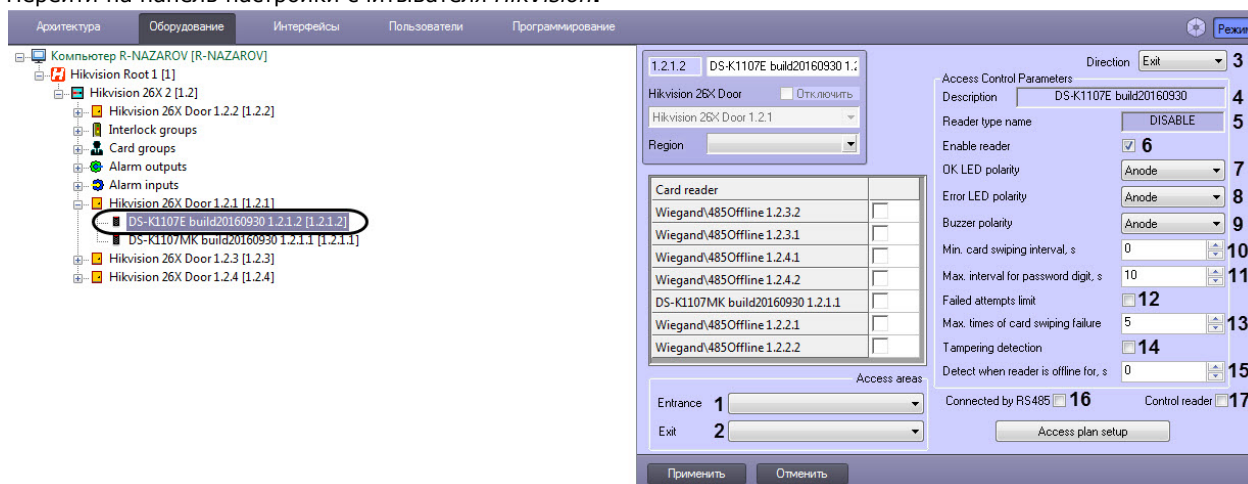 Перейти на панель настройки считывателя HikVision.
Архитектура Оборудование Интерфейсы Пользователи Программирование
Компьютер R-NAZAROV [R-NAZAROV]
Hikvision Root 1 [1]
Hikvision 26X 2 [1.2]
Hikvision 26X Door 1.2.2 [1.2.2]
Interlock groups
Card groups
Alarm outputs
Alarm inputs
Hikvision 26X Door 1.2.1 [1.2.1]
DS-K1107E build20160930 1.2.1.2 [1.2.1.2]
DS-K1107MK build20160930 1.2.1.1 [1.2.1.1]
Hikvision 26X Door 1.2.3 [1.2.3]
Hikvision 26X Door 1.2.4 [1.2.4]
1.2.1.2 DS-K1107E build20160930 1.2
Hikvision 26X Door Отключить
Hikvision 26X Door 1.2.1
Region
Card reader
Wiegand\485Offline 1.2.3.2
Wiegand\485Offline 1.2.3.1
Wiegand\485Offline 1.2.4.1
Wiegand\485Offline 1.2.4.2
DS-K1107MK build20160930 1.2.1.1
Wiegand\485Offline 1.2.2.1
Wiegand\485Offline 1.2.2.2
Access areas
Entrance 1
Exit 2
Direction Exit 3
Access Control Parameters
Description DS-K1107E build20160930 4
Reader type name DISABLE 5
Enable reader 6
OK LED polarity Anode 7
Error LED polarity Anode 8
Buzzer polarity Anode 9
Min. card swiping interval, s 0 10
Max. interval for password digit, s 10 11
Failed attempts limit 12
Max. times of card swiping failure 5 13
Tampering detection 14
Detect when reader is offline for, s 0 15
Connected by RS485 16 Control reader 17
Access plan setup
Применить Отменить